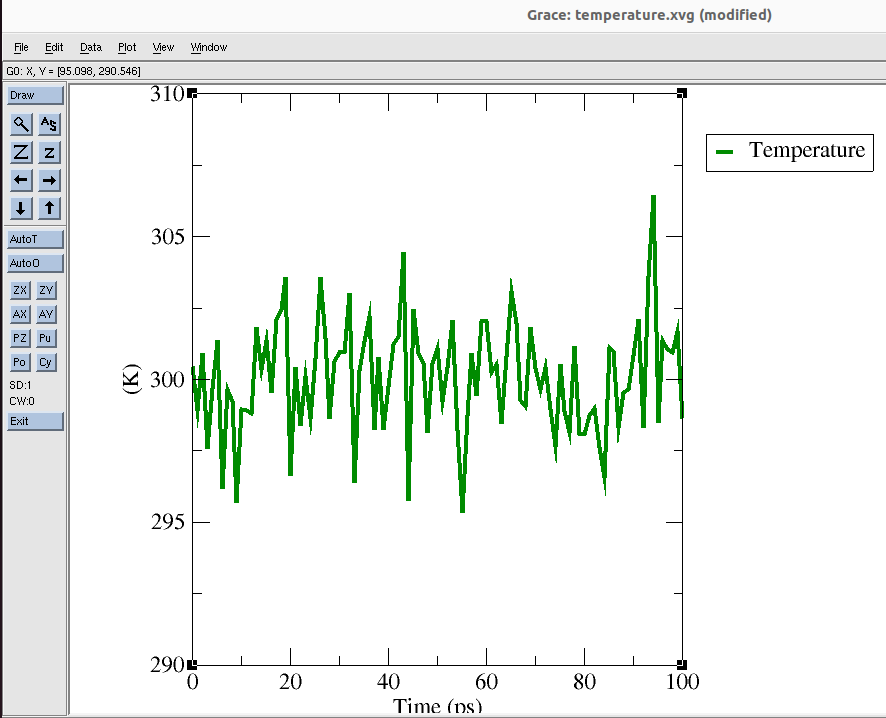 Grace: temperature.xvg (modified)
File Edit Data Plot View Window
G0: X, Y = [95.098, 290.546]
Draw
A S
Z z
AutoT
AutoO
ZX ZY
AX AY
PZ Pu
Po Cy
SD:1
CW:0
Exit
310
305
300
295
290
(K)
0 20 40 60 80 100
Time (ps)
Temperature